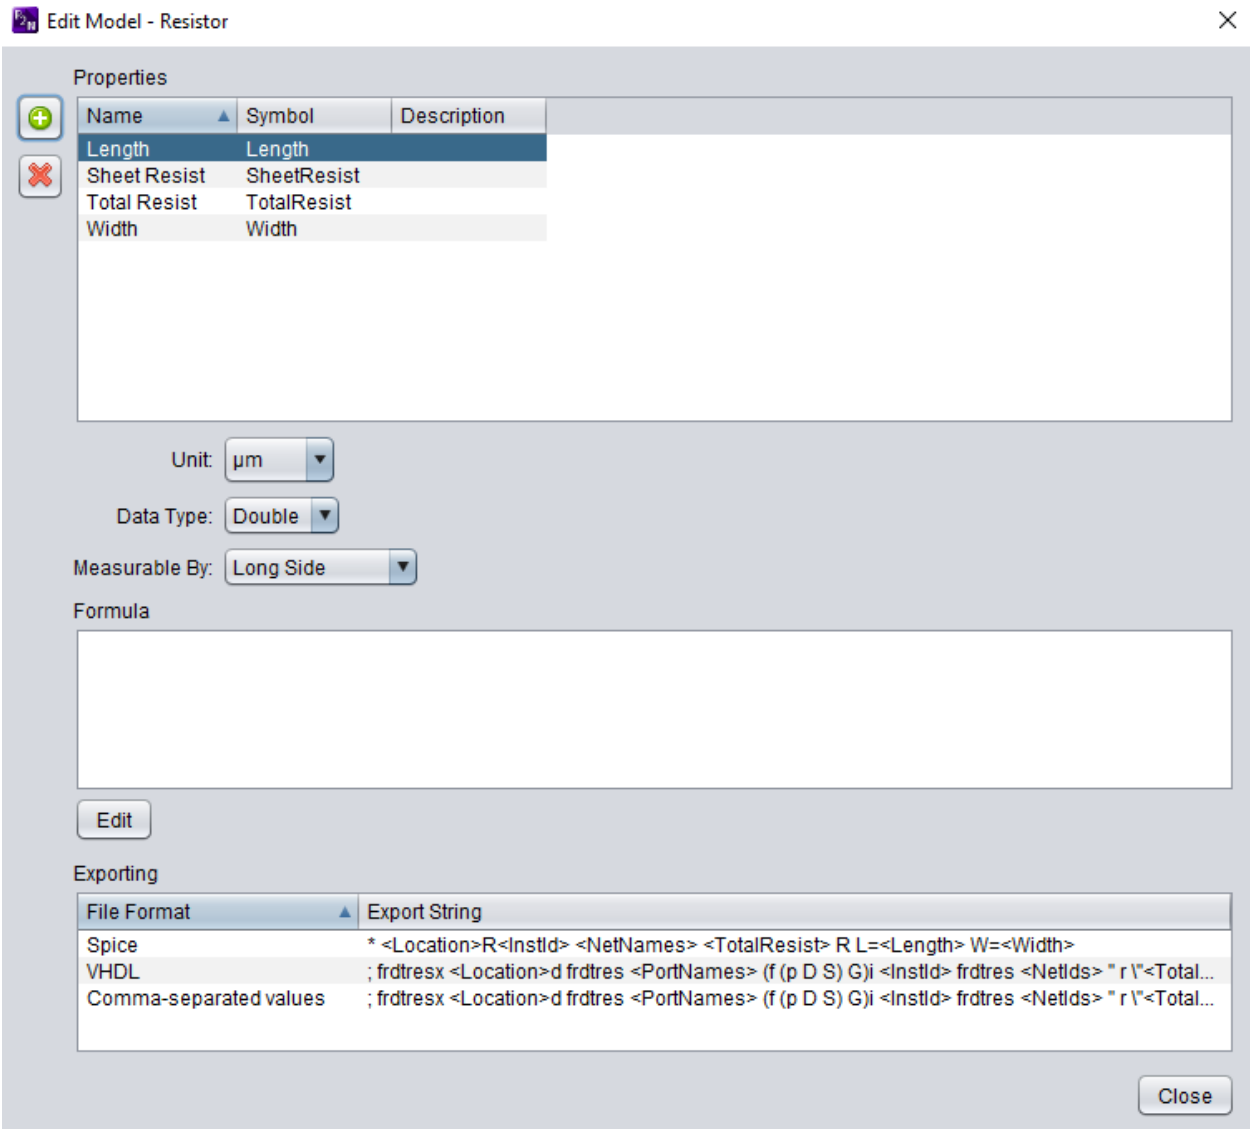 Edit Model - Resistor
Properties
Name Symbol Description
Length Length
Sheet Resist SheetResist
Total Resist TotalResist
Width Width
Unit: µm
Data Type: Double
Measurable By: Long Side
Formula
Edit
Exporting
File Format Export String
Spice * <Location>R<InstId> <NetNames> <TotalResist> R L=<Length> W=<Width>
VHDL ; frdtresx <Location>d frdtres <PortNames> (f (p D S) G)i <InstId> frdtres <NetIds> " r \"<Total...
Comma-separated values ; frdtresx <Location>d frdtres <PortNames> (f (p D S) G)i <InstId> frdtres <NetIds> " r \"<Total...
Close